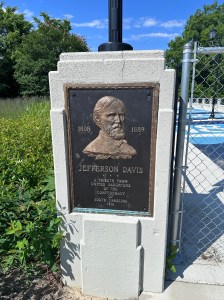 1808 1889
JEFFERSON DAVIS
A TRIBUTE FROM
UNITED DAUGHTERS
OF THE
CONFEDERACY
SOUTH CAROLINA